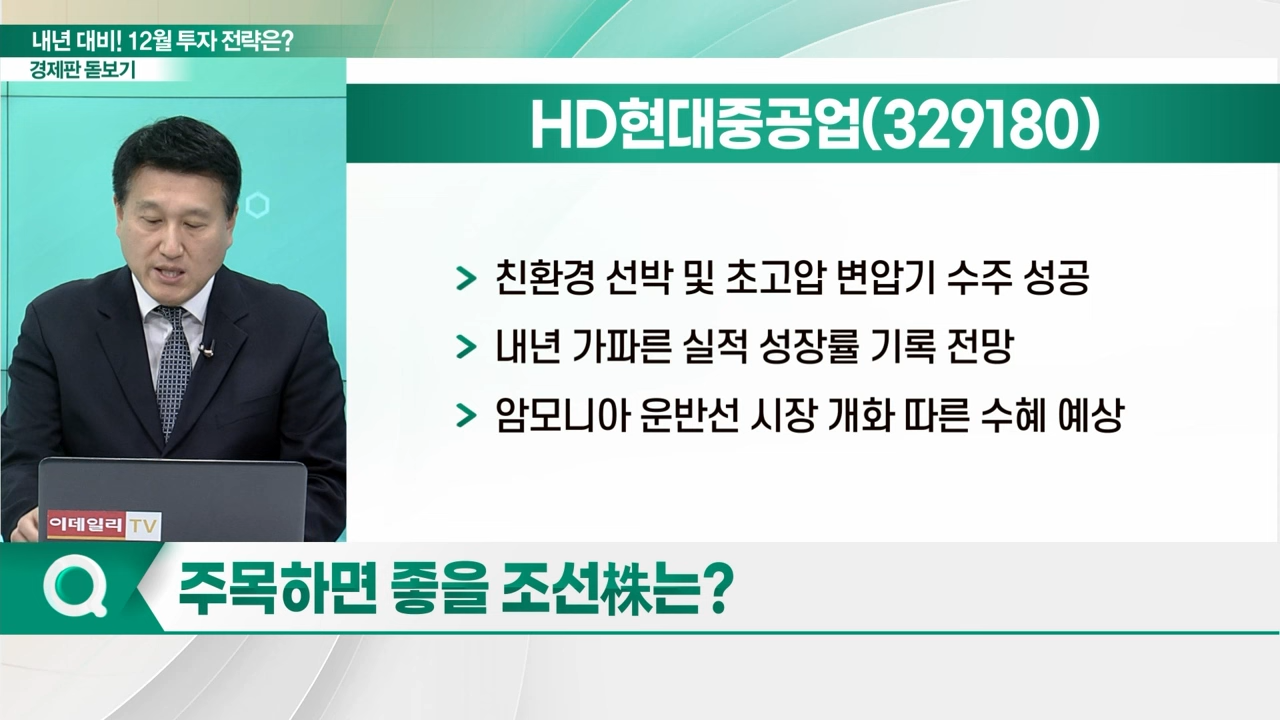 내년 대비! 12월 투자 전략은?
경제판 돋보기
HD현대중공업(329180)
친환경 선박 및 초고압 변압기 수주 성공
내년 가파른 실적 성장률 기록 전망
암모니아 운반선 시장 개화 따른 수혜 예상
이데일리 TV
Q 주목하면 좋을 조선株는?